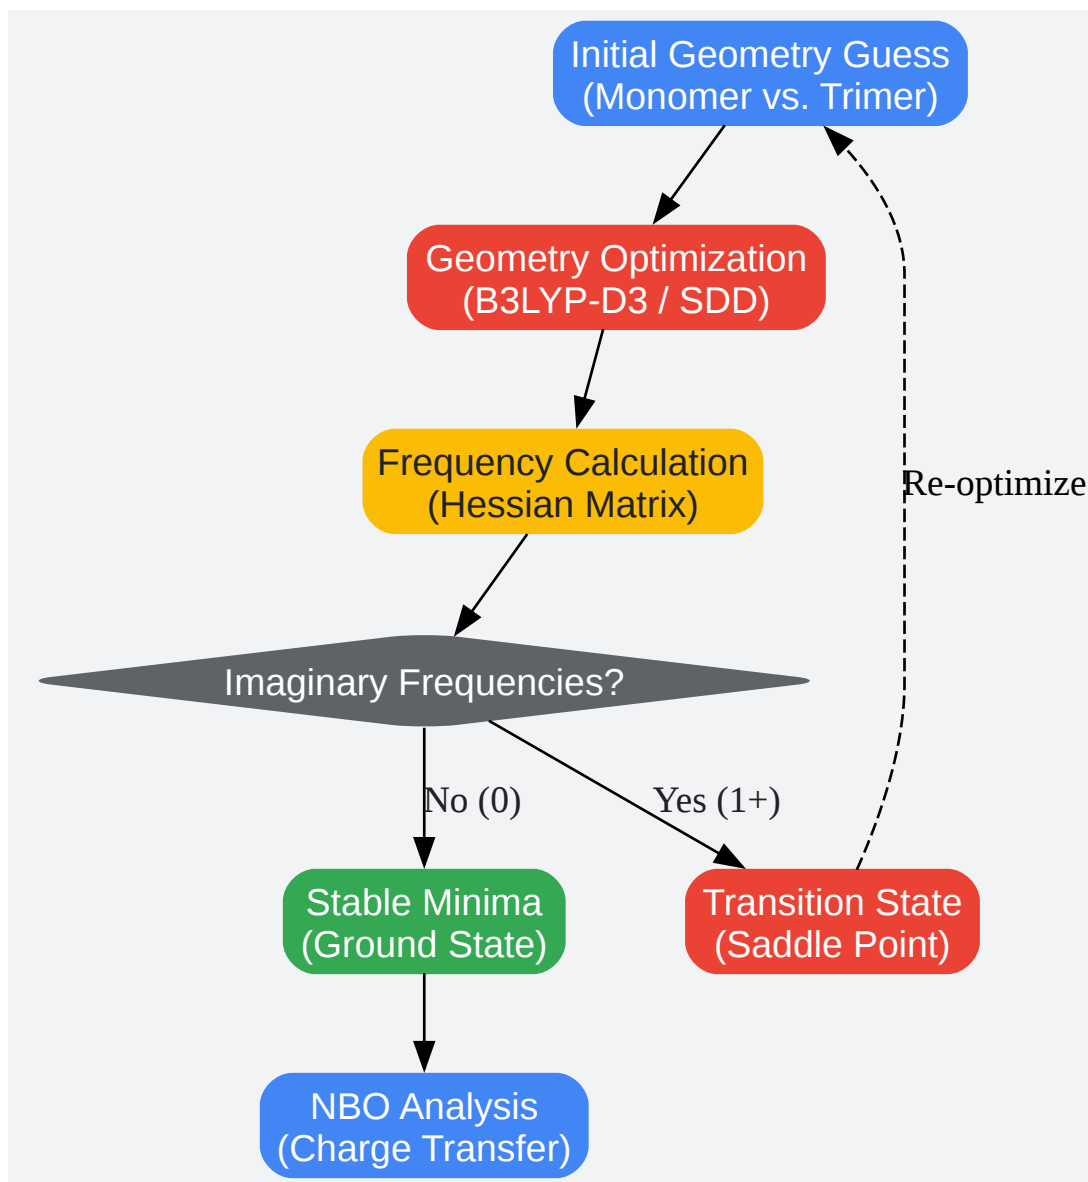 Initial Geometry Guess
(Monomer vs. Trimer)
Geometry Optimization
(B3LYP-D3 / SDD)
Frequency Calculation
(Hessian Matrix)
Re-optimize
Imaginary Frequencies?
No (0)
Yes (1+)
Stable Minima
(Ground State)
Transition State
(Saddle Point)
NBO Analysis
(Charge Transfer)